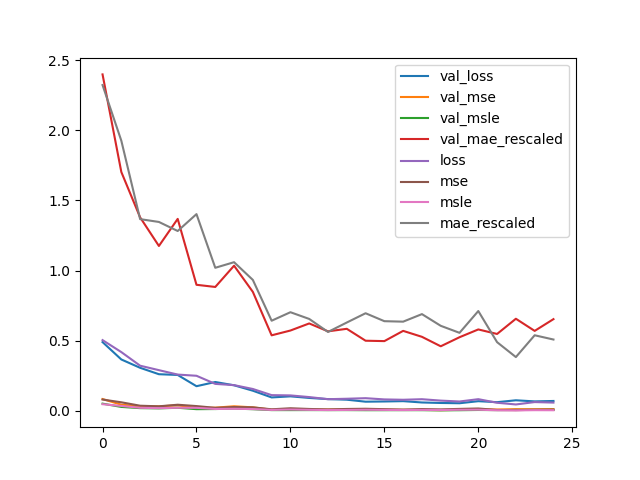 2.5
2.0
1.5
1.0
0.5
0.0
0 5 10 15 20 25
val_loss
val_mse
val_msle
val_mae_rescaled
loss
mse
msle
mae_rescaled